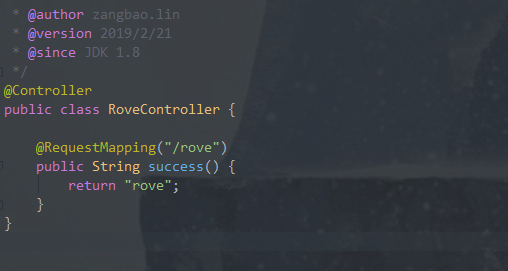 * @author zangbao.lin
* @version 2019/2/21
* @since JDK 1.8
*/
@Controller
public class RoveController {
@RequestMapping("/rove")
public String success() {
return "rove";
}
}